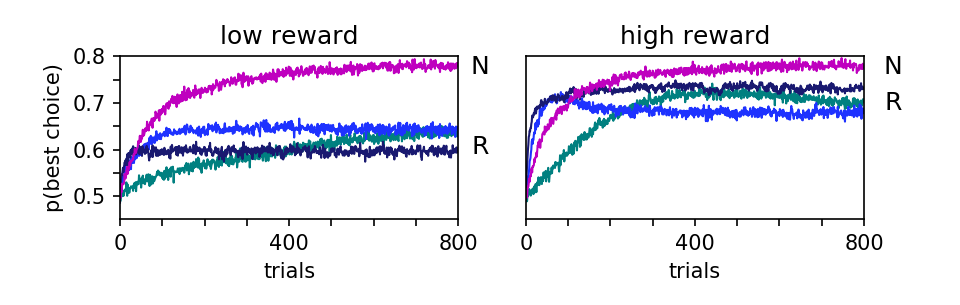 low reward
high reward
p(best choice)
0.8
0.7
0.6
0.5
N
R
N
R
0
400
800
0
400
800
trials
trials